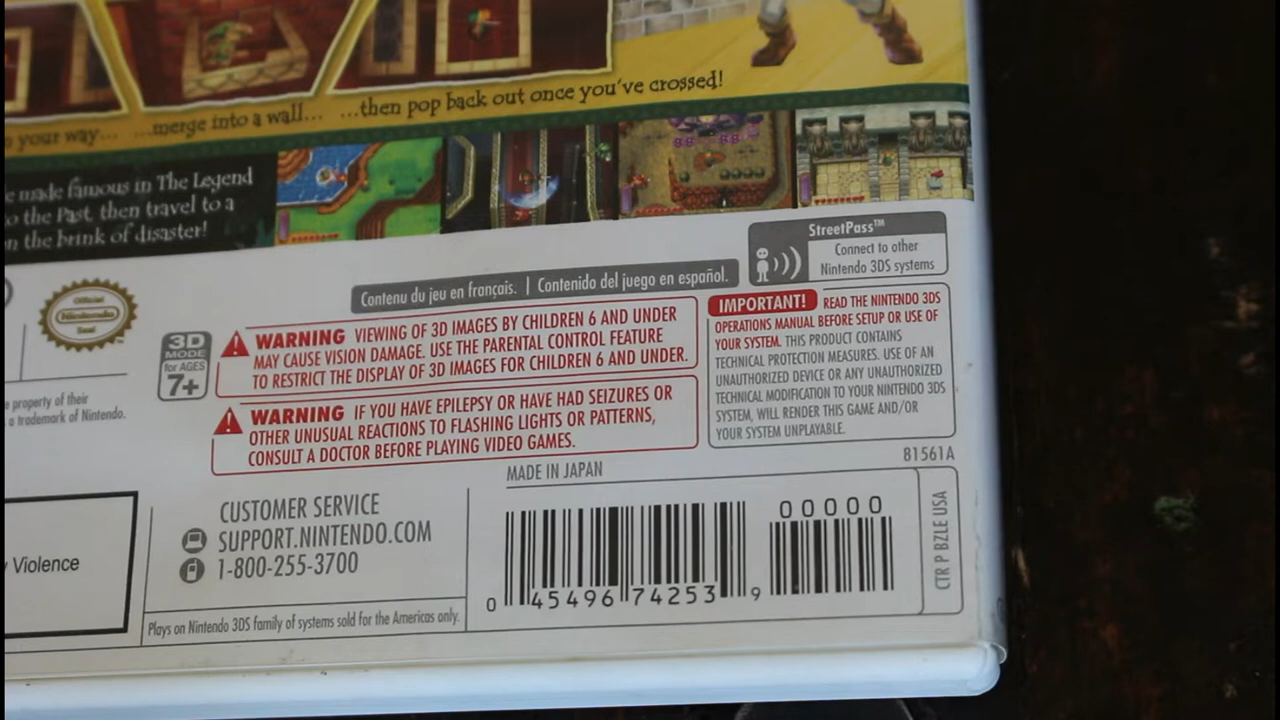 your way... ...merge into a wall... ...then pop back out once you've crossed!
made famous in The Legend
the Past, then travel to a
the brink of disaster!
StreetPass™
Connect to other
Nintendo 3DS systems
Contenu du jeu en français. | Contenido del juego en español.
Official
Nintendo
Seal
3D
MODE
for AGES
7+
WARNING VIEWING OF 3D IMAGES BY CHILDREN 6 AND UNDER
MAY CAUSE VISION DAMAGE. USE THE PARENTAL CONTROL FEATURE
TO RESTRICT THE DISPLAY OF 3D IMAGES FOR CHILDREN 6 AND UNDER.
WARNING IF YOU HAVE EPILEPSY OR HAVE HAD SEIZURES OR
OTHER UNUSUAL REACTIONS TO FLASHING LIGHTS OR PATTERNS,
CONSULT A DOCTOR BEFORE PLAYING VIDEO GAMES.
IMPORTANT! READ THE NINTENDO 3DS
OPERATIONS MANUAL BEFORE SETUP OR USE OF
YOUR SYSTEM. THIS PRODUCT CONTAINS
TECHNICAL PROTECTION MEASURES. USE OF AN
UNAUTHORIZED DEVICE OR ANY UNAUTHORIZED
TECHNICAL MODIFICATION TO YOUR NINTENDO 3DS
SYSTEM, WILL RENDER THIS GAME AND/OR
YOUR SYSTEM UNPLAYABLE.
property of their
a trademark of Nintendo.
81561A
MADE IN JAPAN
Violence
CUSTOMER SERVICE
SUPPORT.NINTENDO.COM
1-800-255-3700
Plays on Nintendo 3DS family of systems sold for the Americas only.
00000
0 45496 74253 9
CTR P BZLE USA